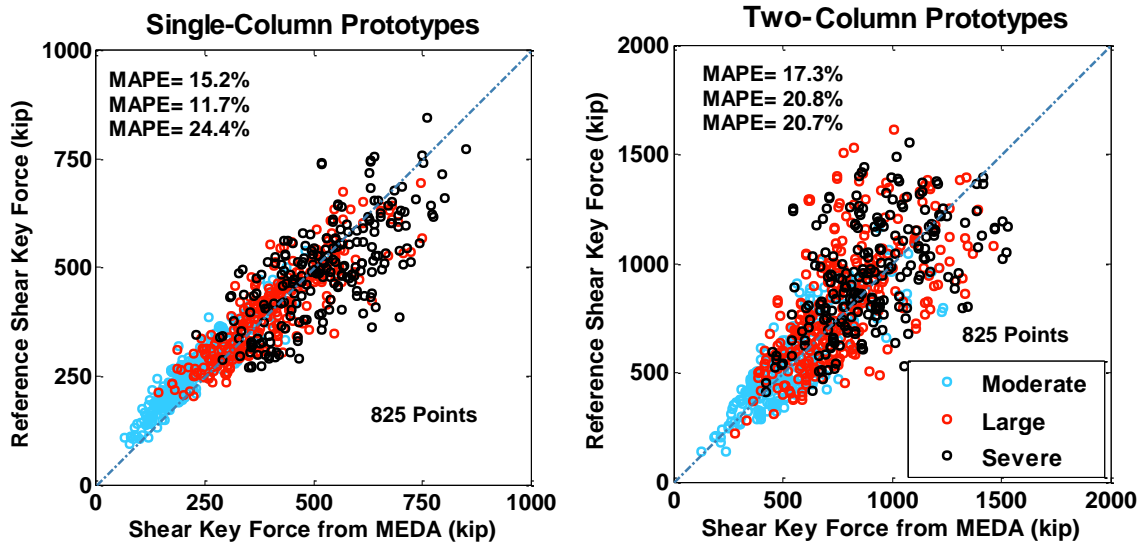 Single-Column Prototypes
1000
750
500
250
0
0
250
500
750
1000
MAPE= 15.2%
MAPE= 11.7%
MAPE= 24.4%
825 Points
Reference Shear Key Force (kip)
Shear Key Force from MEDA (kip)
Two-Column Prototypes
2000
1500
1000
500
0
0
500
1000
1500
2000
MAPE= 17.3%
MAPE= 20.8%
MAPE= 20.7%
825 Points
Moderate
Large
Severe
Reference Shear Key Force (kip)
Shear Key Force from MEDA (kip)